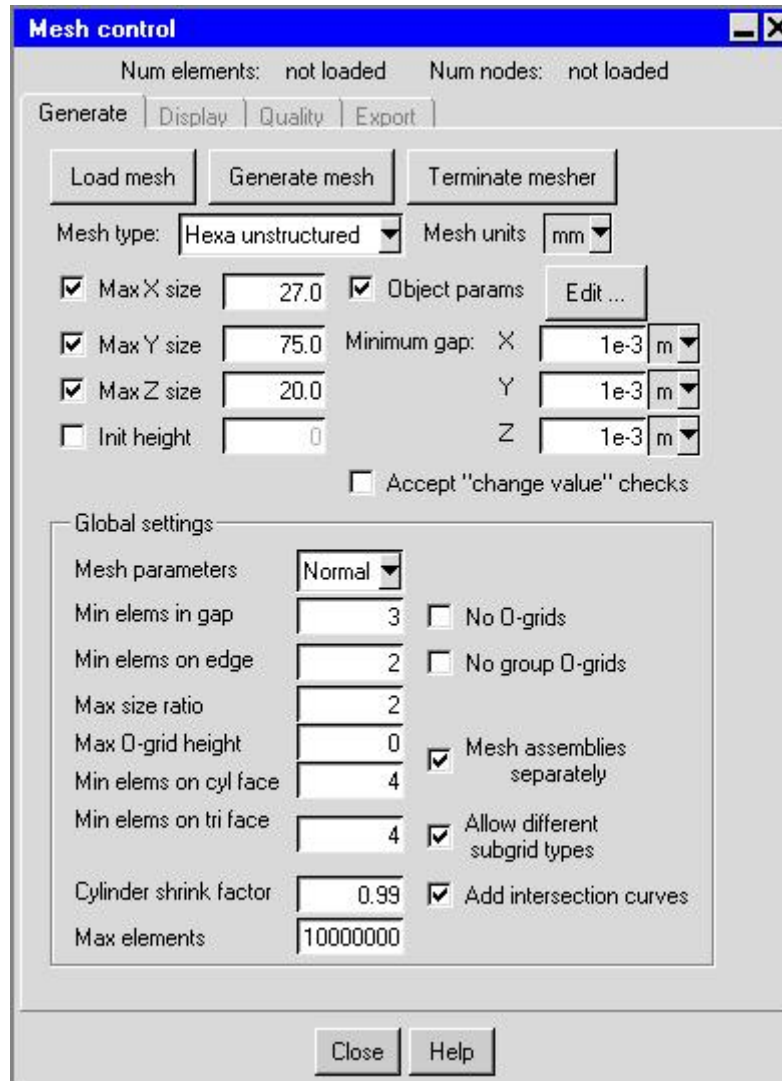 Mesh control
Num elements: not loaded Num nodes: not loaded
Generate Display Quality Export
Load mesh Generate mesh Terminate mesher
Mesh type: Hexa unstructured Mesh units mm
Max X size 27.0 Object params Edit ...
Max Y size 75.0 Minimum gap: X 1e-3 m
Max Z size 20.0 Y 1e-3 m
Init height 0 Z 1e-3 m
Accept "change value" checks
Global settings
Mesh parameters Normal
Min elems in gap 3 No O-grids
Min elems on edge 2 No group O-grids
Max size ratio 2
Max O-grid height 0 Mesh assemblies
separately
Min elems on cyl face 4
Min elems on tri face 4 Allow different
subgrid types
Cylinder shrink factor 0.99 Add intersection curves
Max elements 10000000
Close Help